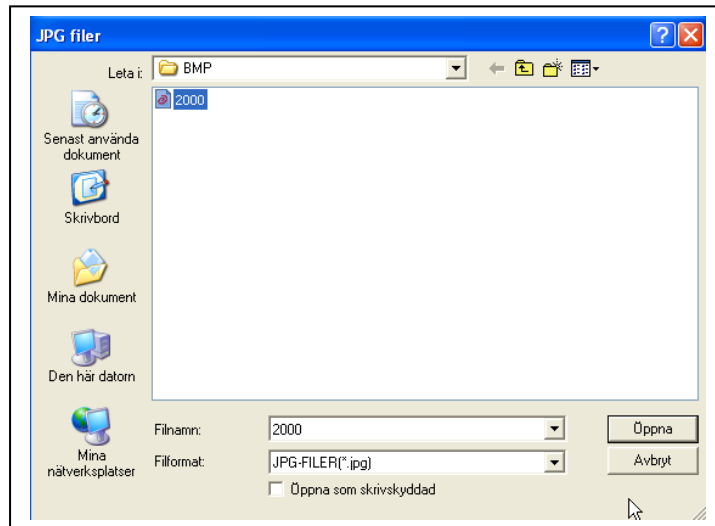 JPG filer
Leta i:
BMP
2000
Senast använda
dokument
Skrivbord
Mina dokument
Den här datorn
Mina
nätverksplatser
Filnamn:
2000
Öppna
Filformat:
JPG-FILER(*.jpg)
Avbryt
Öppna som skrivskyddad